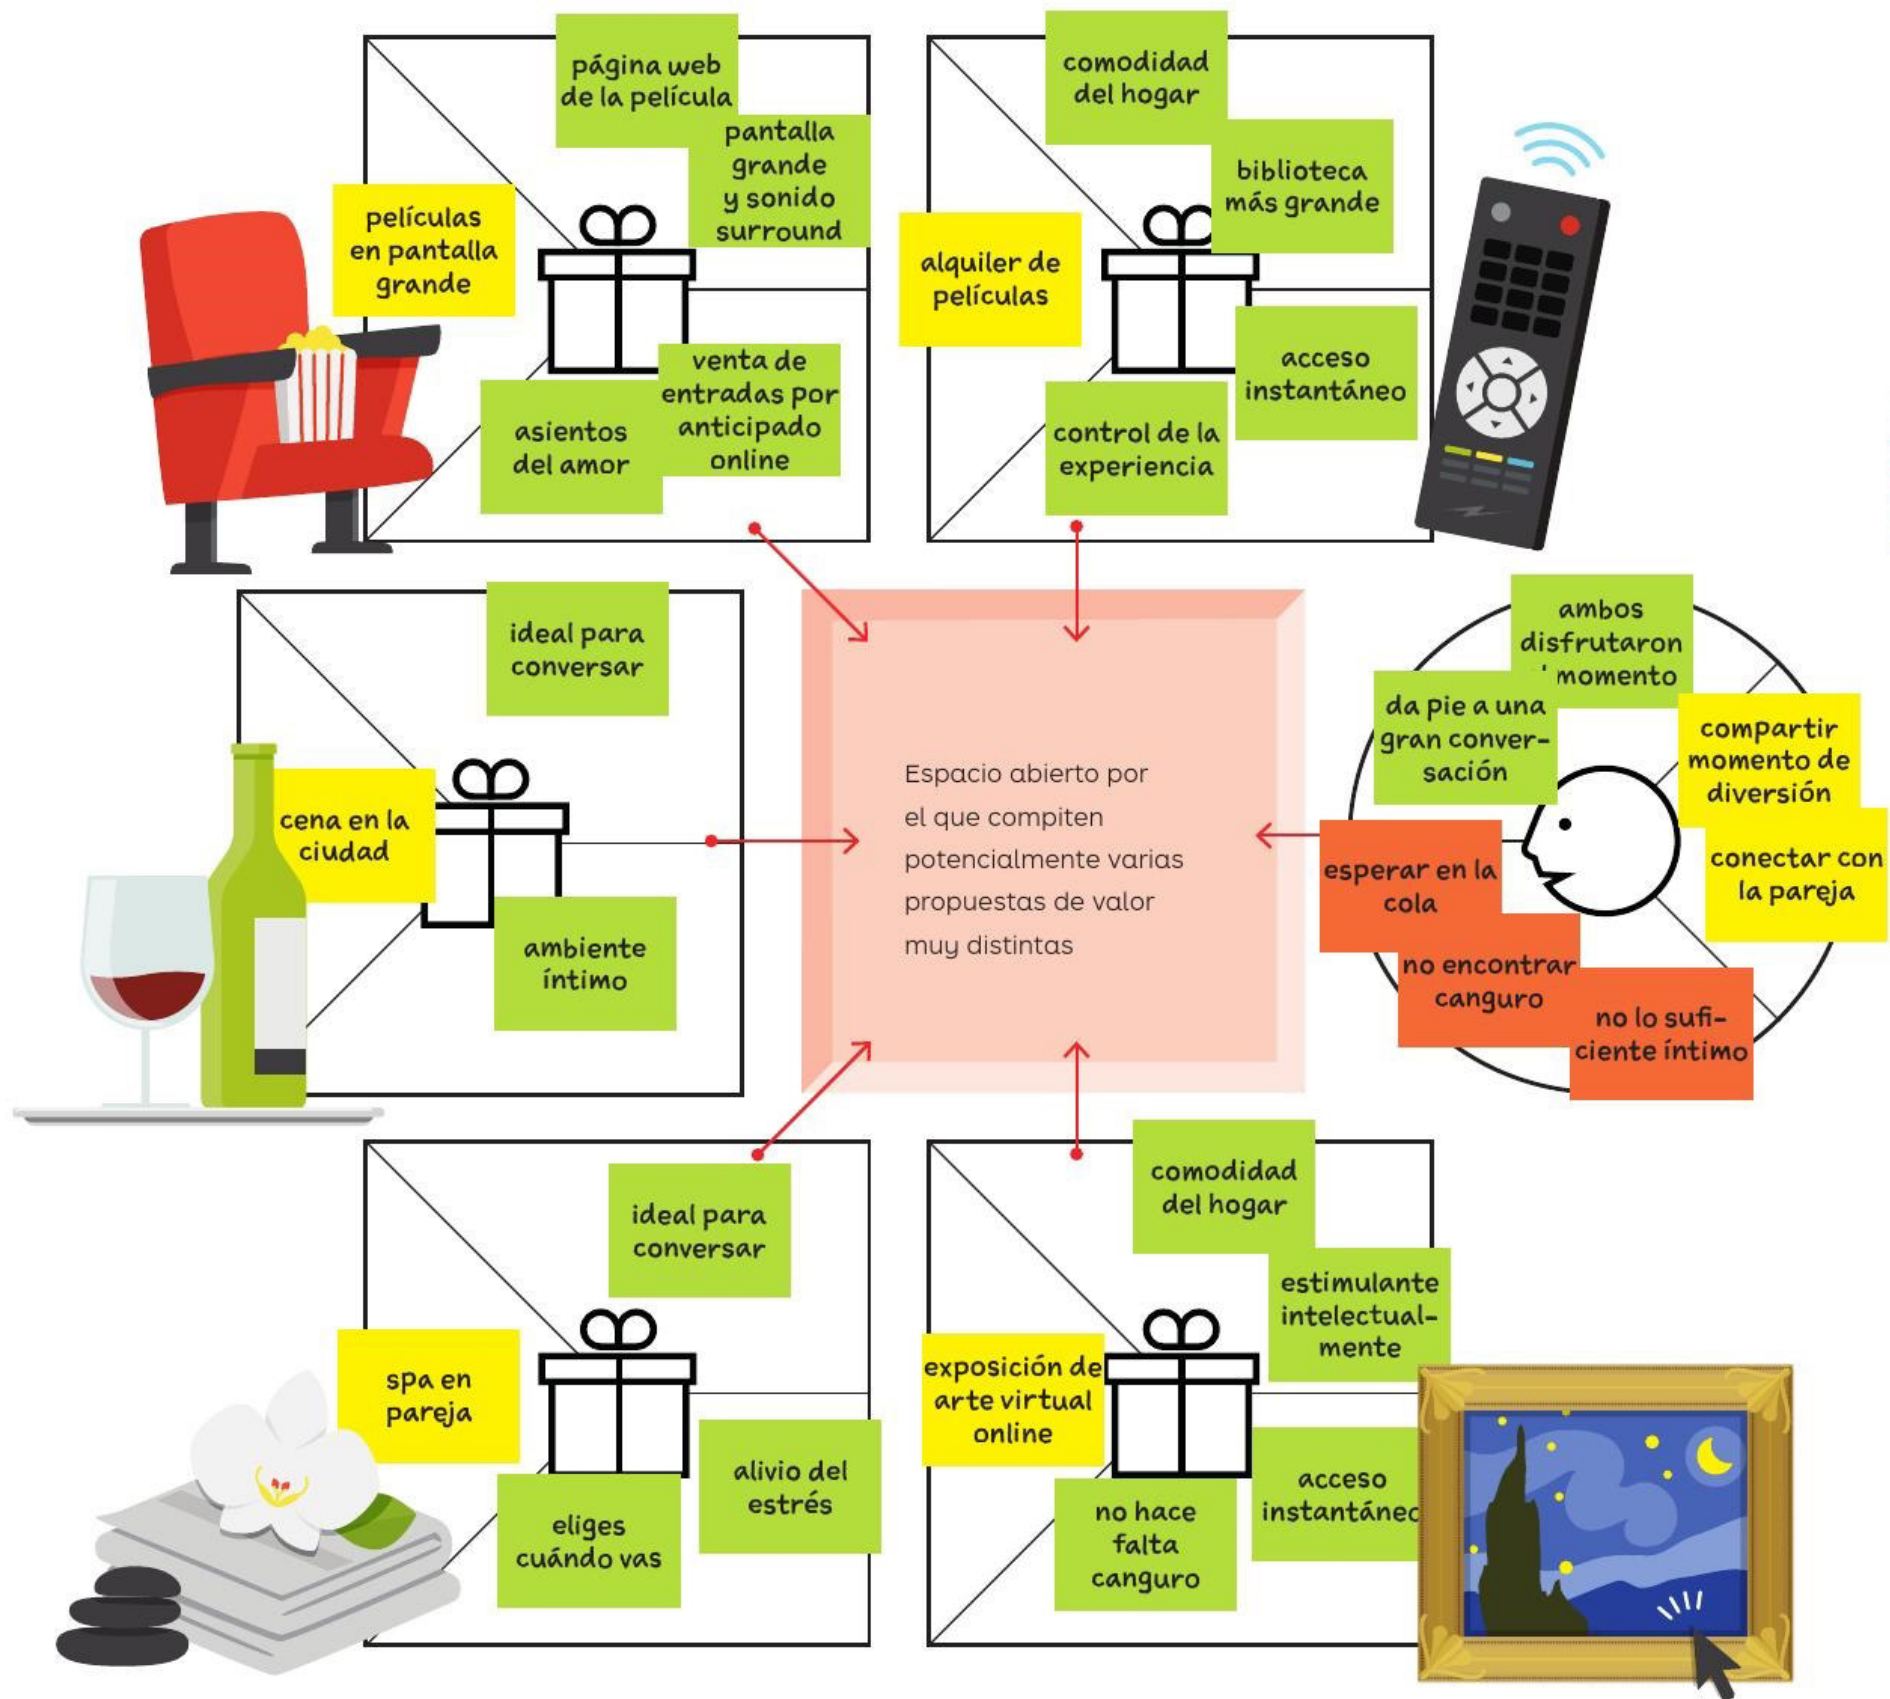 página web
de la película
pantalla
grande
y sonido
surround
películas
en pantalla
grande
venta de
entradas por
anticipado
online
asientos
del amor
comodidad
del hogar
biblioteca
más grande
alquiler de
películas
acceso
instantáneo
control de la
experiencia
ideal para
conversar
cena en la
ciudad
ambiente
íntimo
Espacio abierto por
el que compiten
potencialmente varias
propuestas de valor
muy distintas
ambos
disfrutaron
momento
da pie a una
gran conver-
sación
compartir
momento de
diversión
conectar con
la pareja
esperar en la
cola
no encontrar
canguro
no lo sufi-
ciente íntimo
ideal para
conversar
spa en
pareja
alivio del
estrés
eliges
cuándo vas
comodidad
del hogar
estimulante
intelectual-
mente
exposición de
arte virtual
online
acceso
instantáneo
no hace
falta
canguro